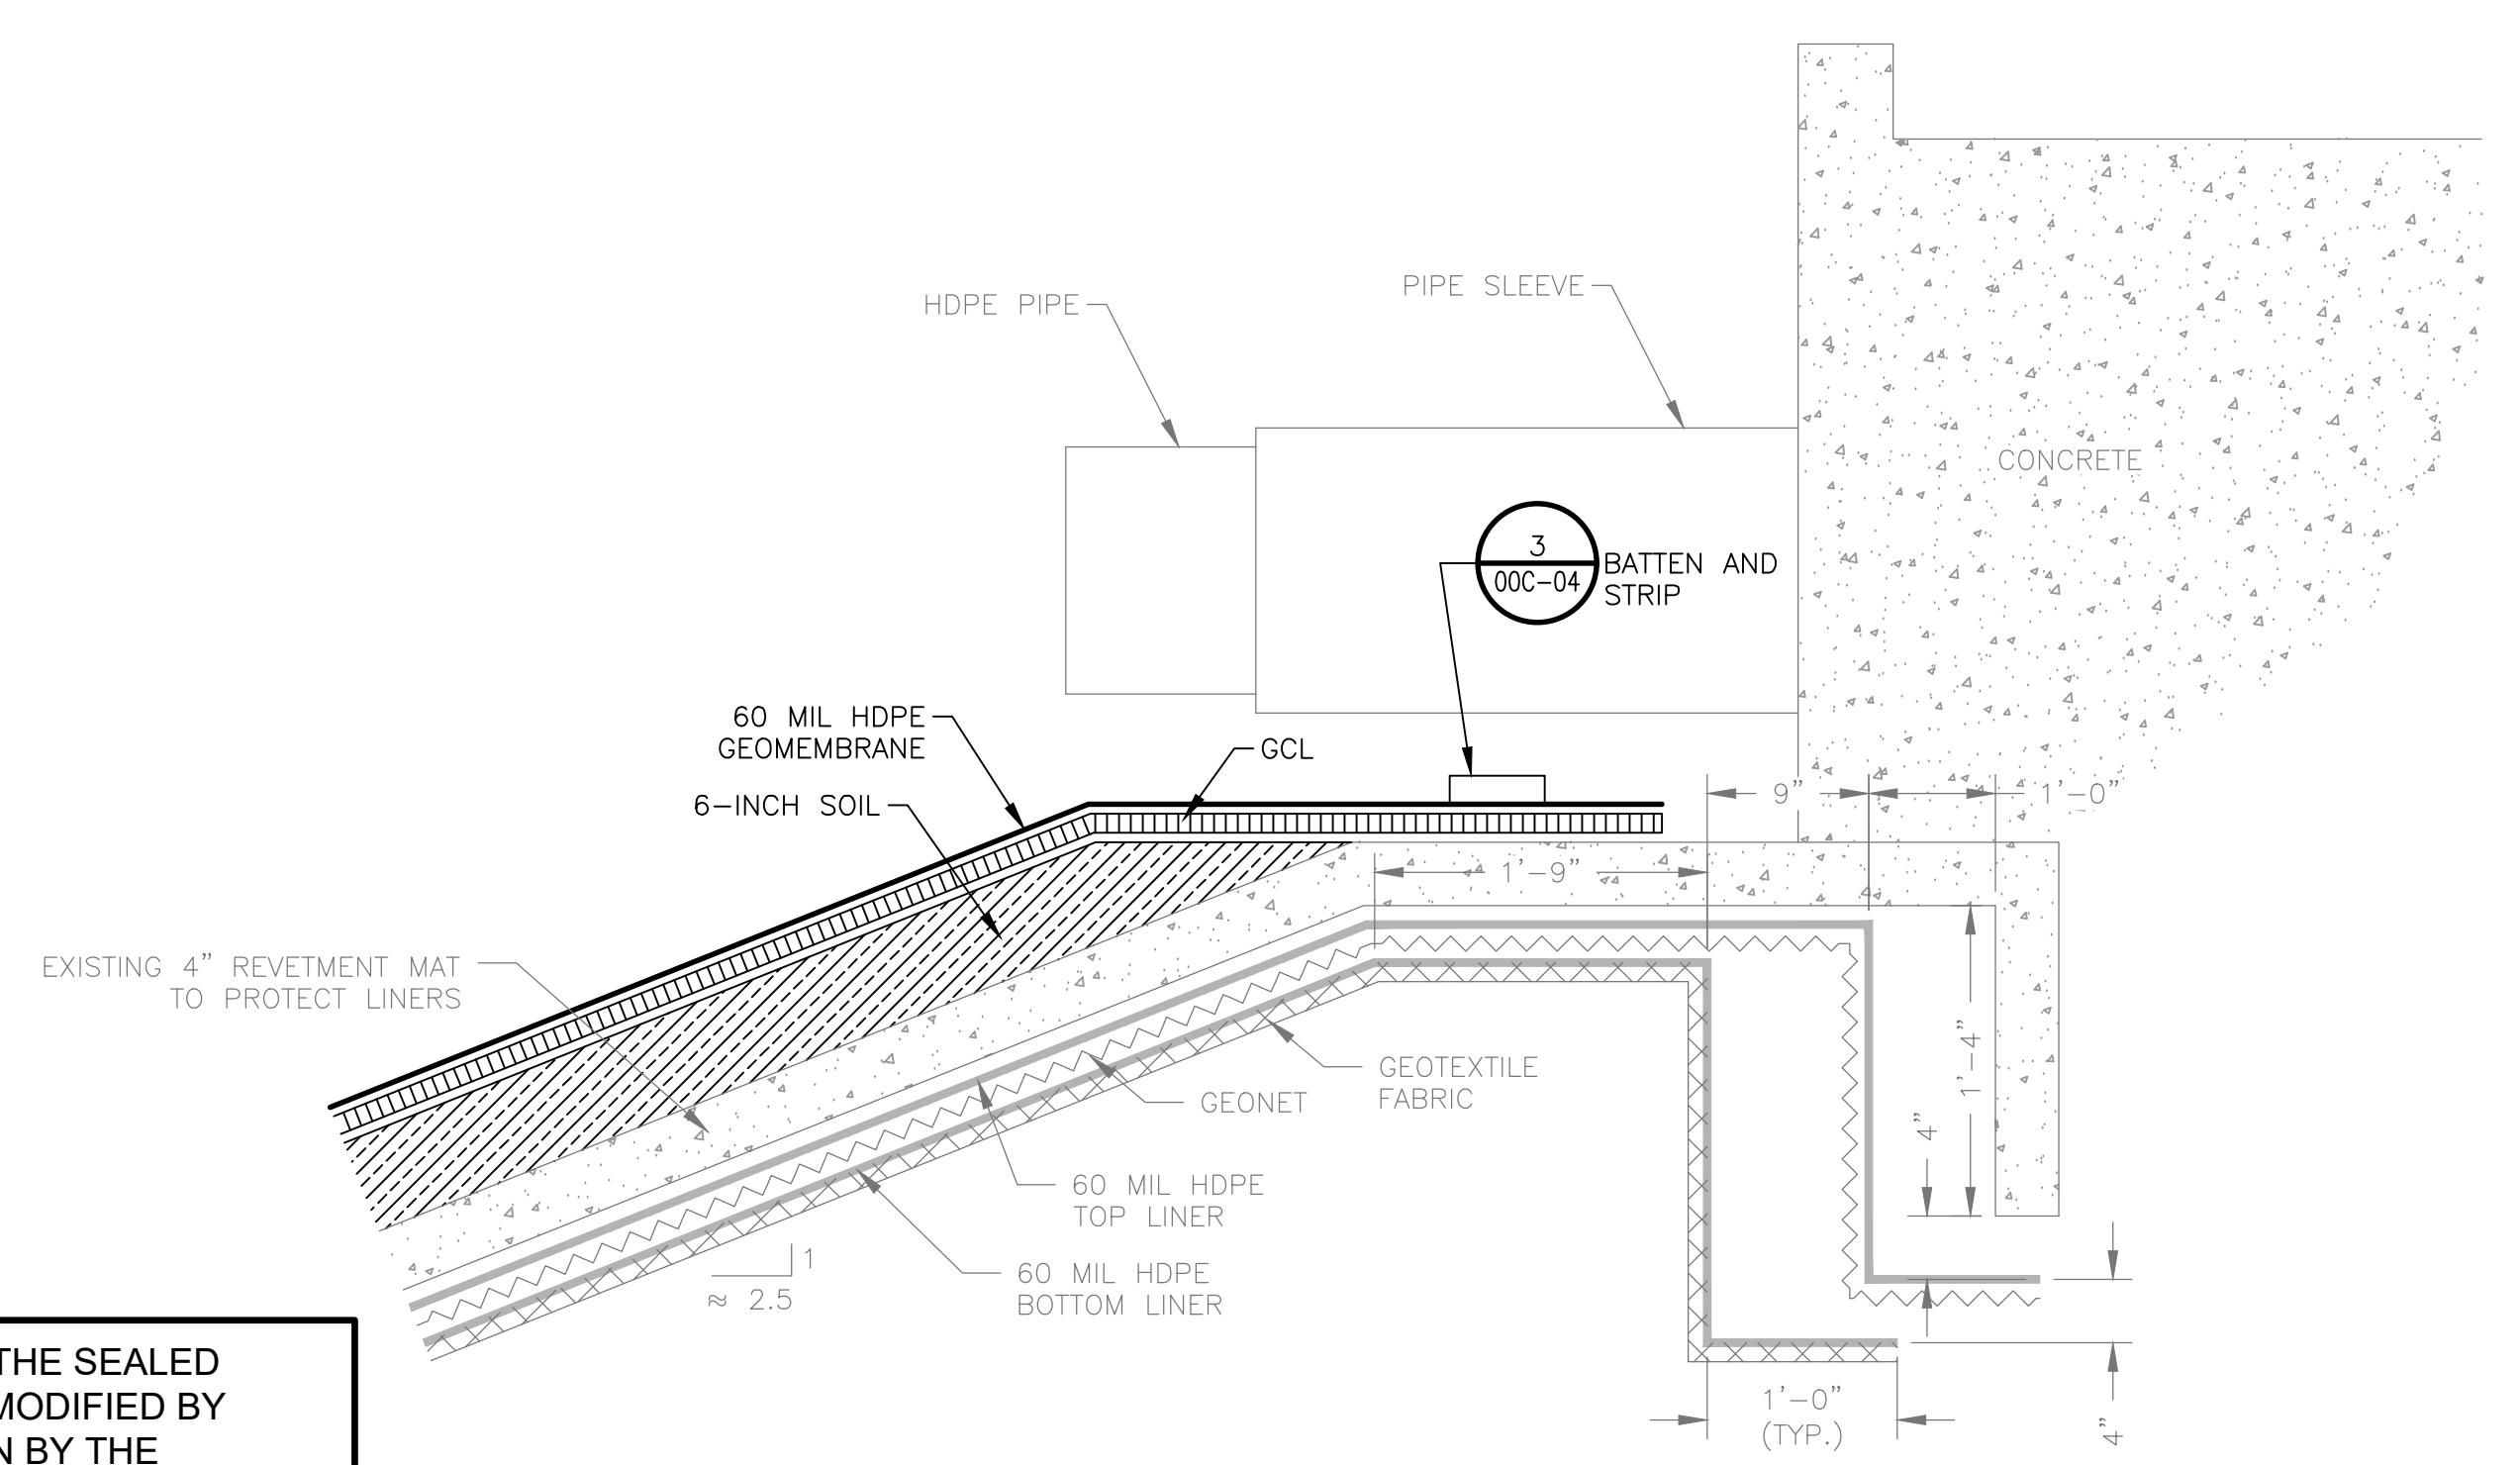 PIPE SLEEVE
HDPE PIPE
CONCRETE
3
00C-04
BATTEN AND
STRIP
60 MIL HDPE
GEOMEMBRANE
GCL
6-INCH SOIL
9"
1'-0"
1'-9"
EXISTING 4" REVETMENT MAT
TO PROTECT LINERS
1'-4"
4"
GEOTEXTILE
FABRIC
GEONET
60 MIL HDPE
TOP LINER
1
≈ 2.5
60 MIL HDPE
BOTTOM LINER
1'-0"
(TYP.)
4"
THE SEALED
MODIFIED BY
N BY THE